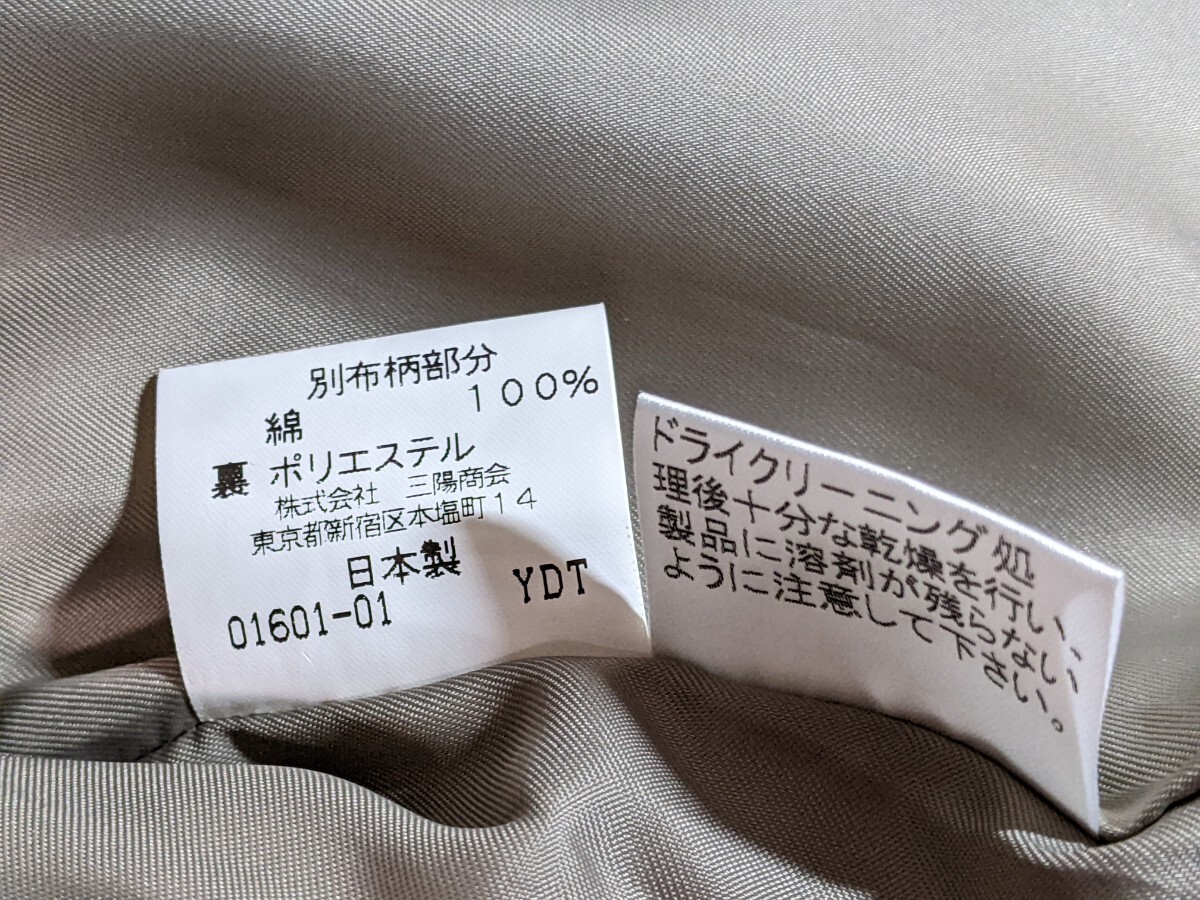 別布柄部分
綿 100%
裏 ポリエステル
株式会社 三陽商会
東京都新宿区本塩町14
日本製
01601-01 YDT
ドライクリーニング処
理後十分な乾燥を行い、
製品に溶剤が残らない
ように注意して下さい。